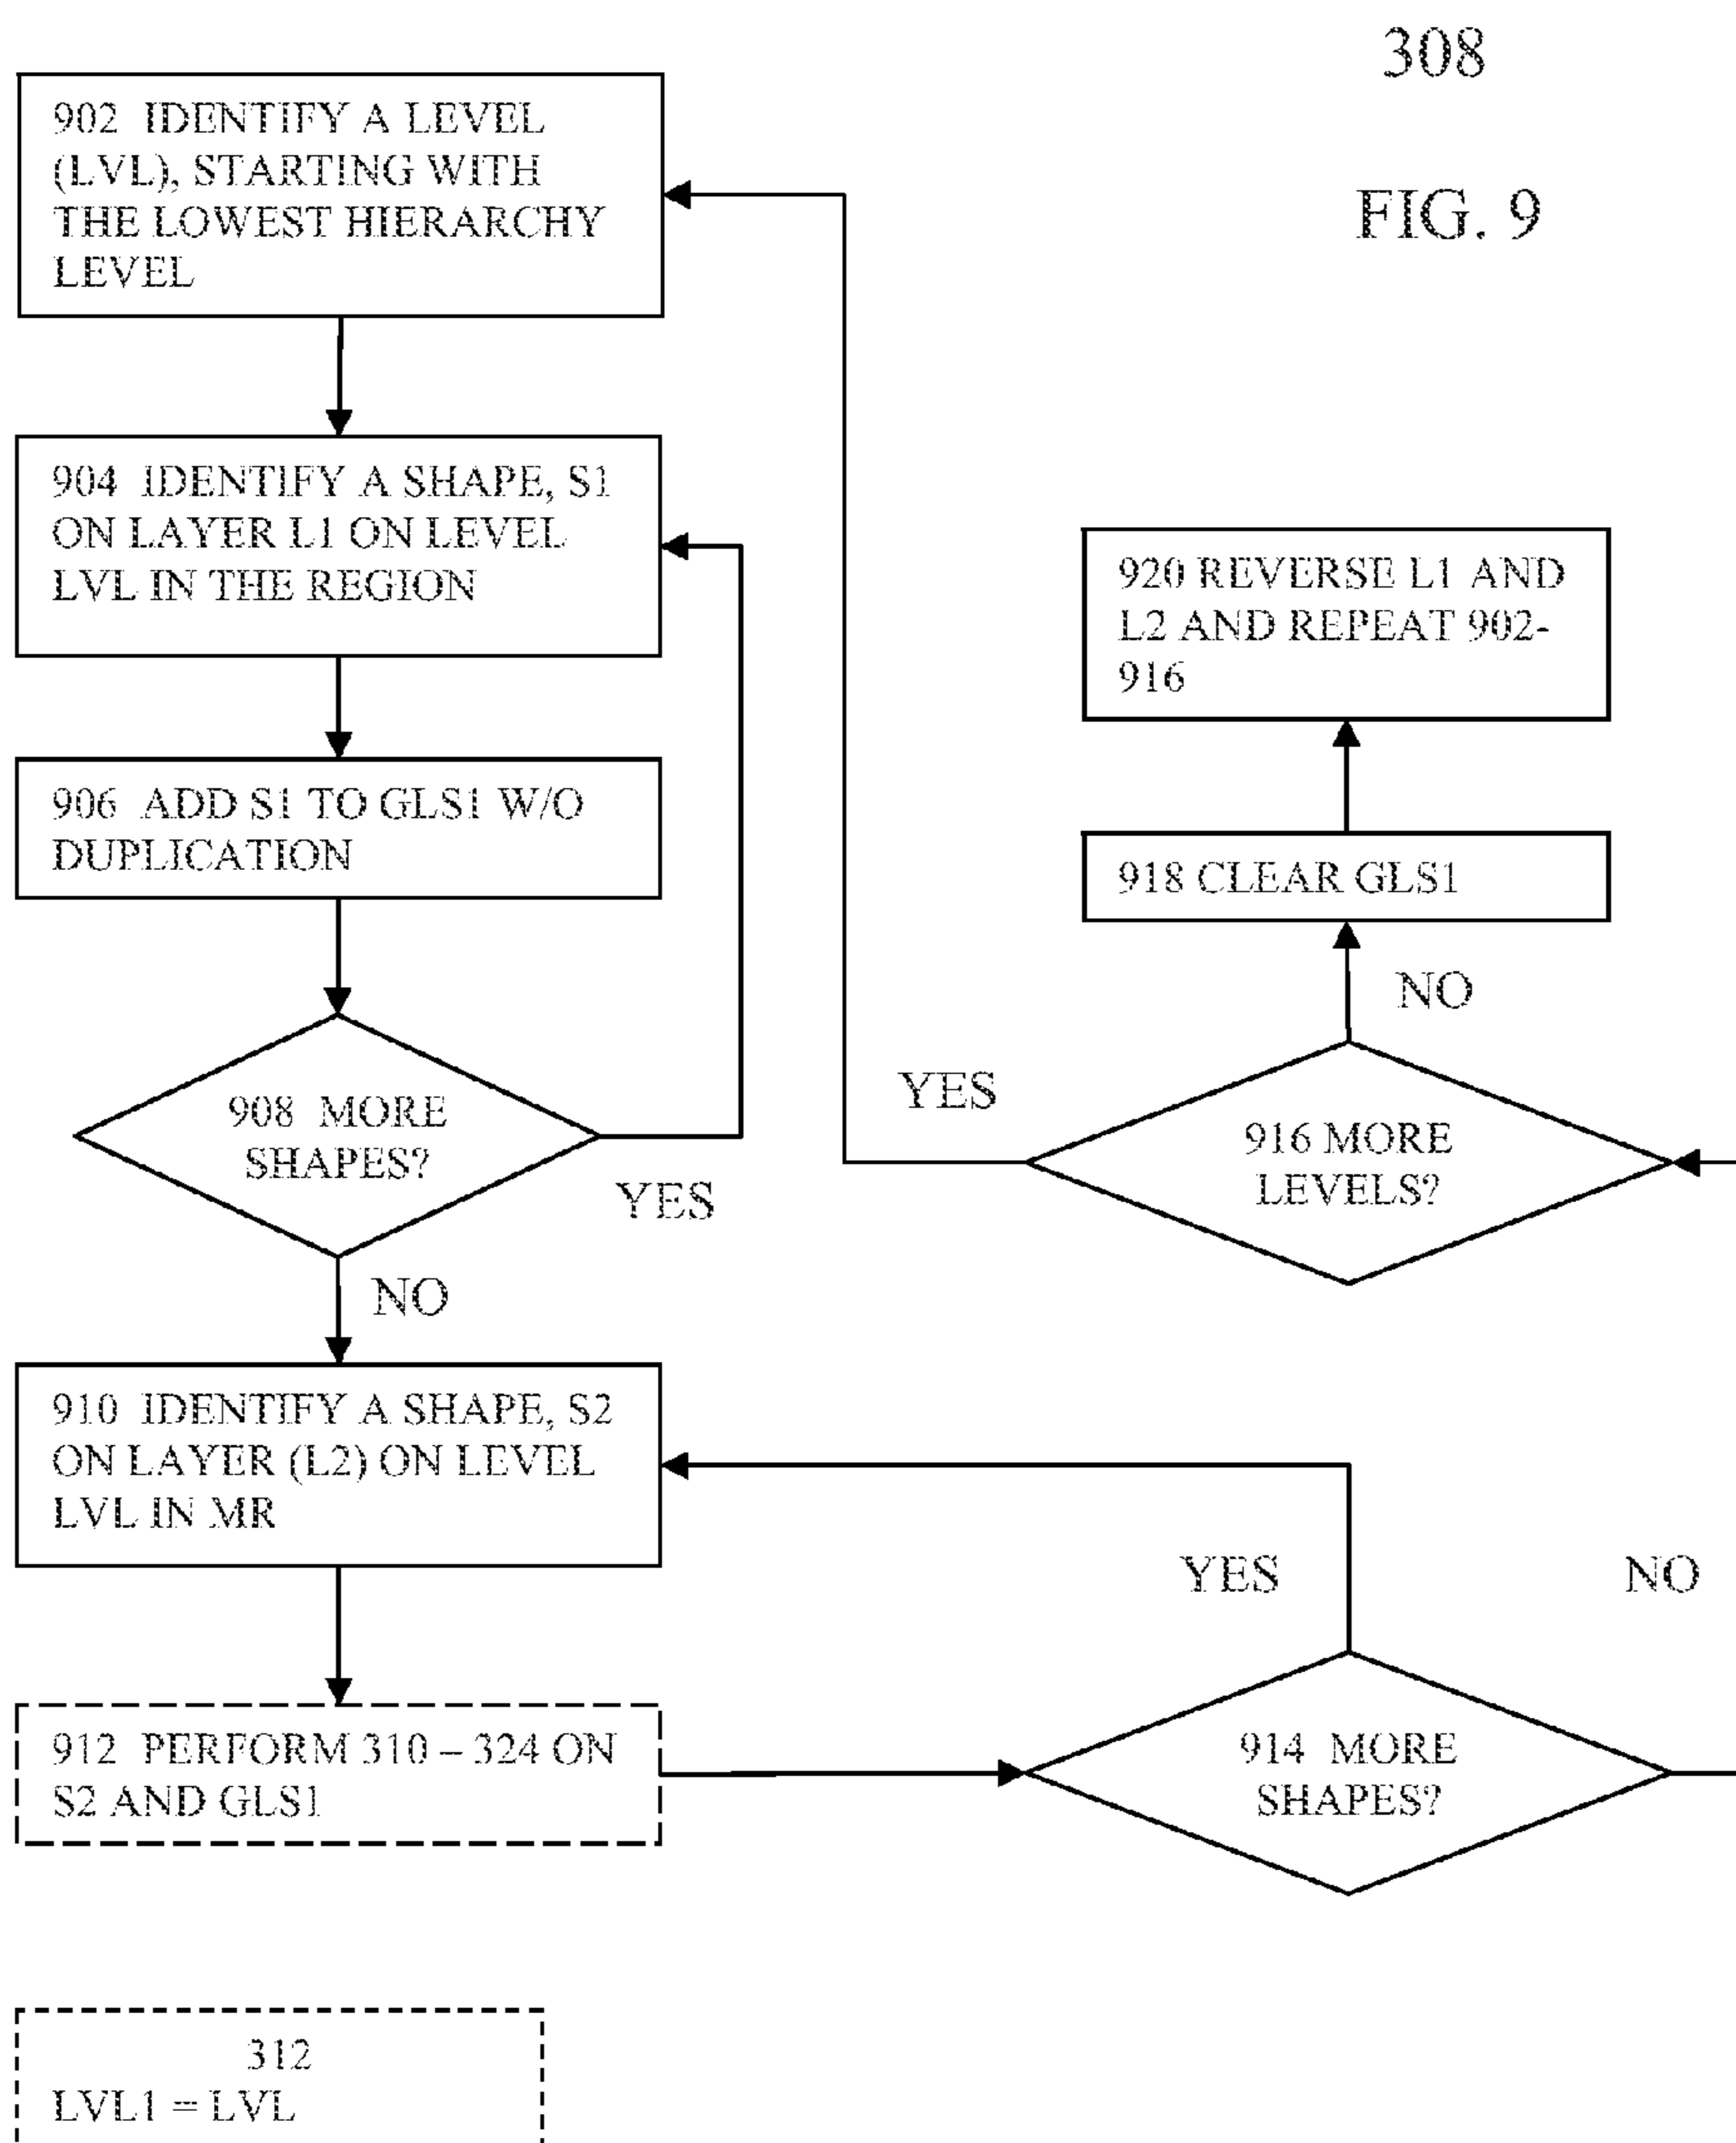 308
FIG. 9
902 IDENTIFY A LEVEL
(LVL), STARTING WITH
THE LOWEST HIERARCHY
LEVEL
904 IDENTIFY A SHAPE, S1
ON LAYER L1 ON LEVEL
LVL IN THE REGION
906 ADD S1 TO GLS1 W/O
DUPLICATION
908 MORE
SHAPES?
YES
NO
910 IDENTIFY A SHAPE, S2
ON LAYER (L2) ON LEVEL
LVL IN MR
912 PERFORM 310 – 324 ON
S2 AND GLS1
914 MORE
SHAPES?
YES
NO
916 MORE
LEVELS?
YES
NO
918 CLEAR GLS1
920 REVERSE L1 AND
L2 AND REPEAT 902-
916
312
LVL1 = LVL